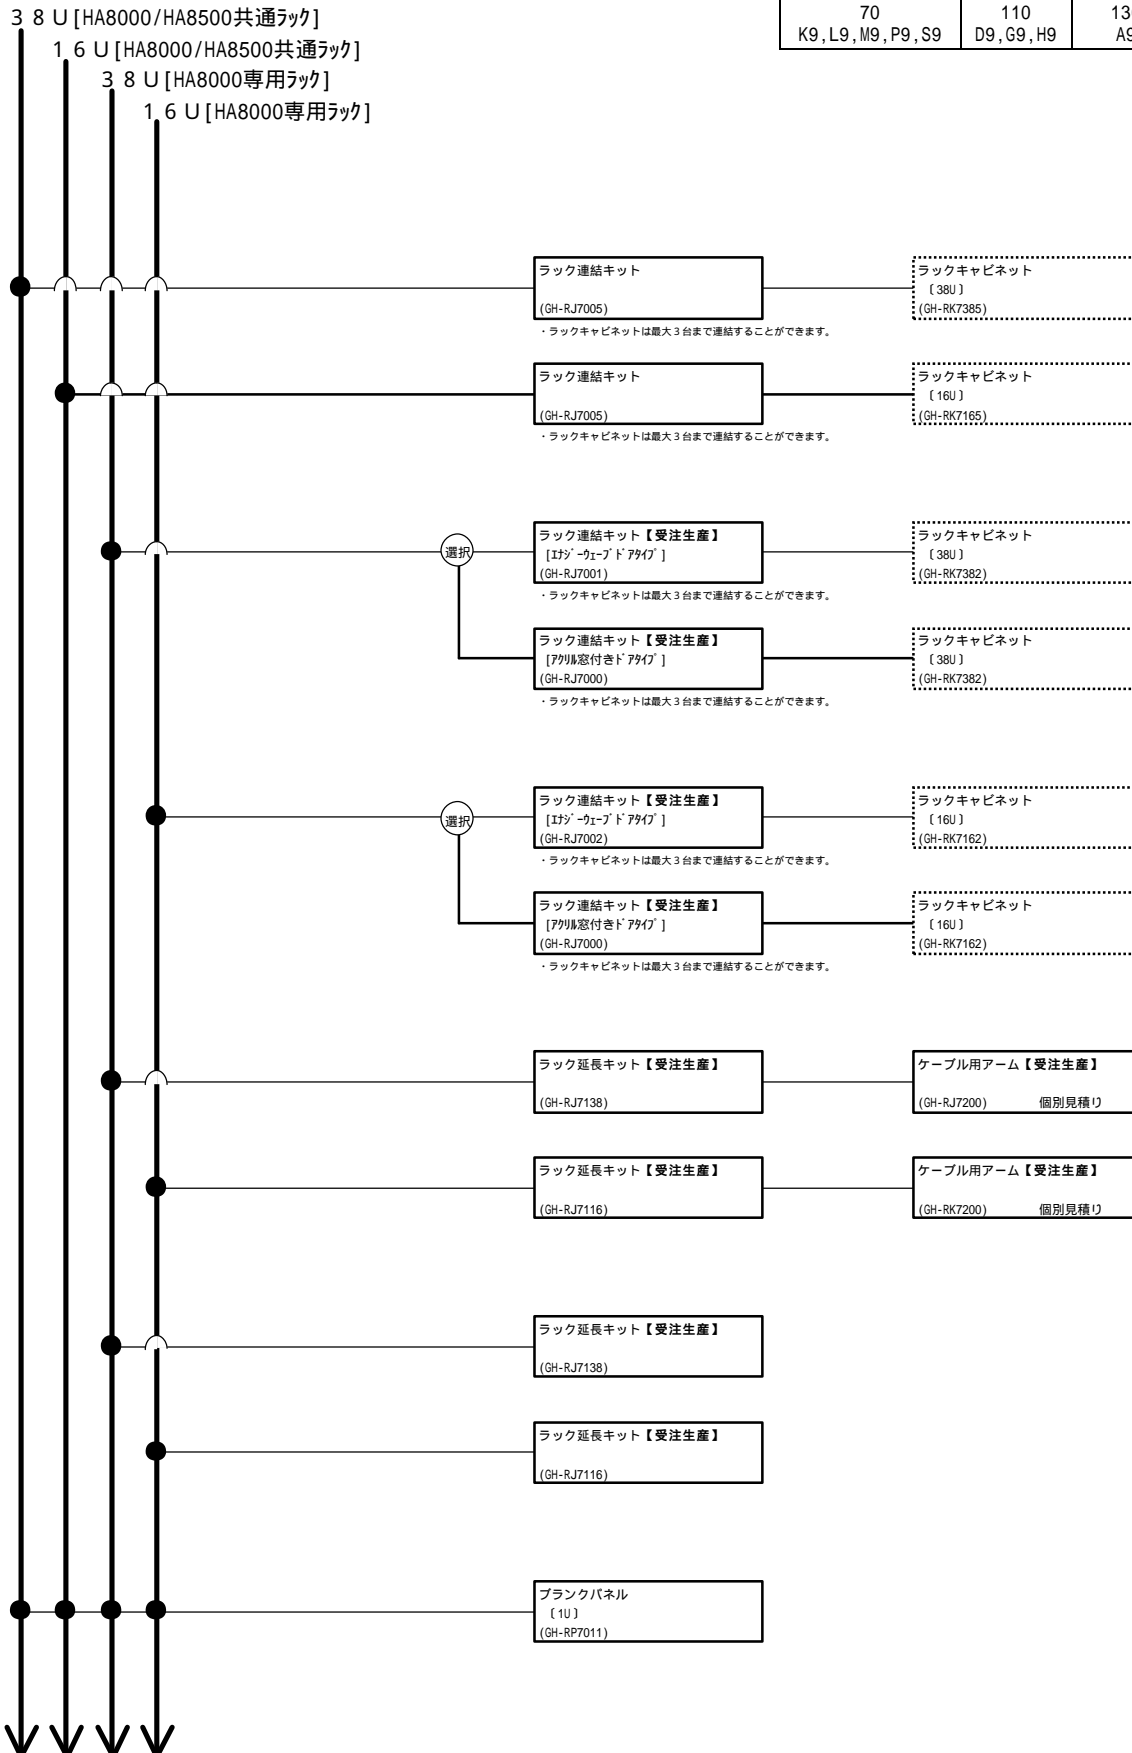 ３８Ｕ[HA8000/HA8500共通ﾗｯｸ]
１６Ｕ[HA8000/HA8500共通ﾗｯｸ]
３８Ｕ[HA8000専用ﾗｯｸ]
１６Ｕ[HA8000専用ﾗｯｸ]
70 110
K9,L9,M9,P9,S9 D9,G9,H9
ラック連結キット
(GH-RJ7005)
・ラックキャビネットは最大３台まで連結することができます。
ラックキャビネット
〔38U〕
(GH-RK7385)
ラック連結キット
(GH-RJ7005)
・ラックキャビネットは最大３台まで連結することができます。
ラックキャビネット
〔16U〕
(GH-RK7165)
選択
ラック連結キット【受注生産】
[ｴﾅｼﾞｰｳｪｰﾌﾞﾄﾞｱﾀｲﾌﾟ]
(GH-RJ7001)
・ラックキャビネットは最大３台まで連結することができます。
ラックキャビネット
〔38U〕
(GH-RK7382)
ラック連結キット【受注生産】
[ｱｸﾘﾙ窓付きﾄﾞｱﾀｲﾌﾟ]
(GH-RJ7000)
・ラックキャビネットは最大３台まで連結することができます。
ラックキャビネット
〔38U〕
(GH-RK7382)
選択
ラック連結キット【受注生産】
[ｴﾅｼﾞｰｳｪｰﾌﾞﾄﾞｱﾀｲﾌﾟ]
(GH-RJ7002)
・ラックキャビネットは最大３台まで連結することができます。
ラックキャビネット
〔16U〕
(GH-RK7162)
ラック連結キット【受注生産】
[ｱｸﾘﾙ窓付きﾄﾞｱﾀｲﾌﾟ]
(GH-RJ7000)
・ラックキャビネットは最大３台まで連結することができます。
ラックキャビネット
〔16U〕
(GH-RK7162)
ラック延長キット【受注生産】
(GH-RJ7138)
ケーブル用アーム【受注生産】
(GH-RJ7200) 個別見積り
ラック延長キット【受注生産】
(GH-RJ7116)
ケーブル用アーム【受注生産】
(GH-RK7200) 個別見積り
ラック延長キット【受注生産】
(GH-RJ7138)
ラック延長キット【受注生産】
(GH-RJ7116)
ブランクパネル
〔1U〕
(GH-RP7011)